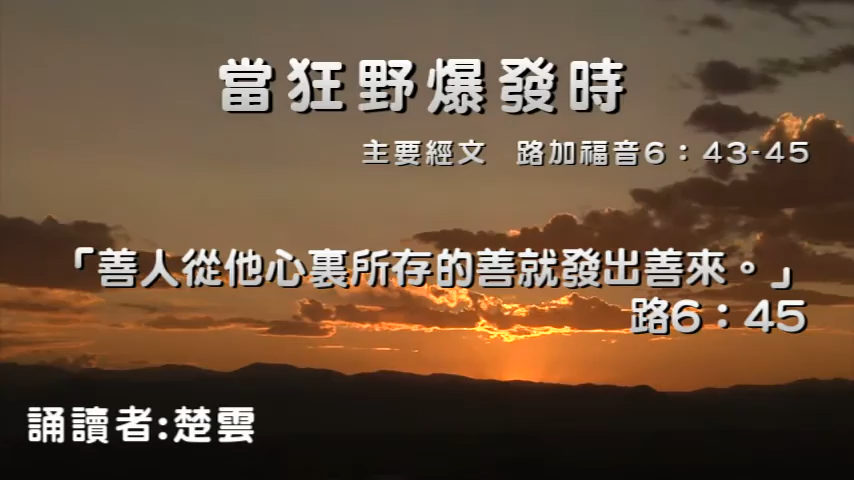 當狂野爆發時
主要經文 路加福音6：43-45
「善人從他心裏所存的善就發出善來。」
路6：45
誦讀者:楚雲